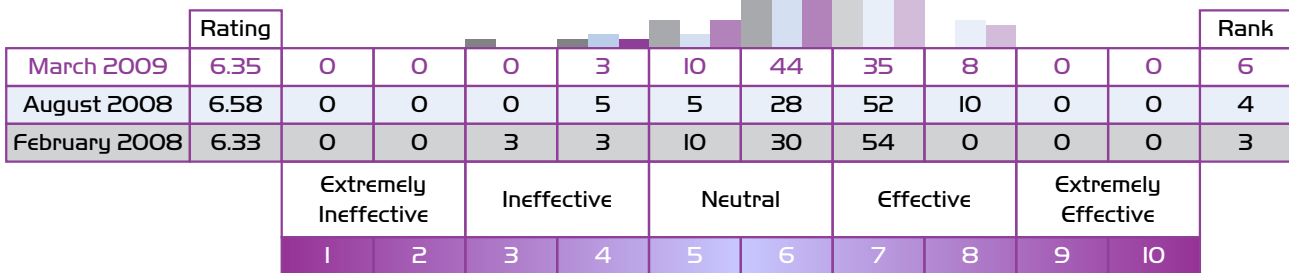 Rating Rank
March 2009 6.35 0 0 0 3 10 44 35 8 0 0 6
August 2008 6.58 0 0 0 5 5 28 52 10 0 0 4
February 2008 6.33 0 0 3 3 10 30 54 0 0 0 3
Extremely Ineffective Neutral Effective Extremely
Ineffective Effective
1 2 3 4 5 6 7 8 9 10